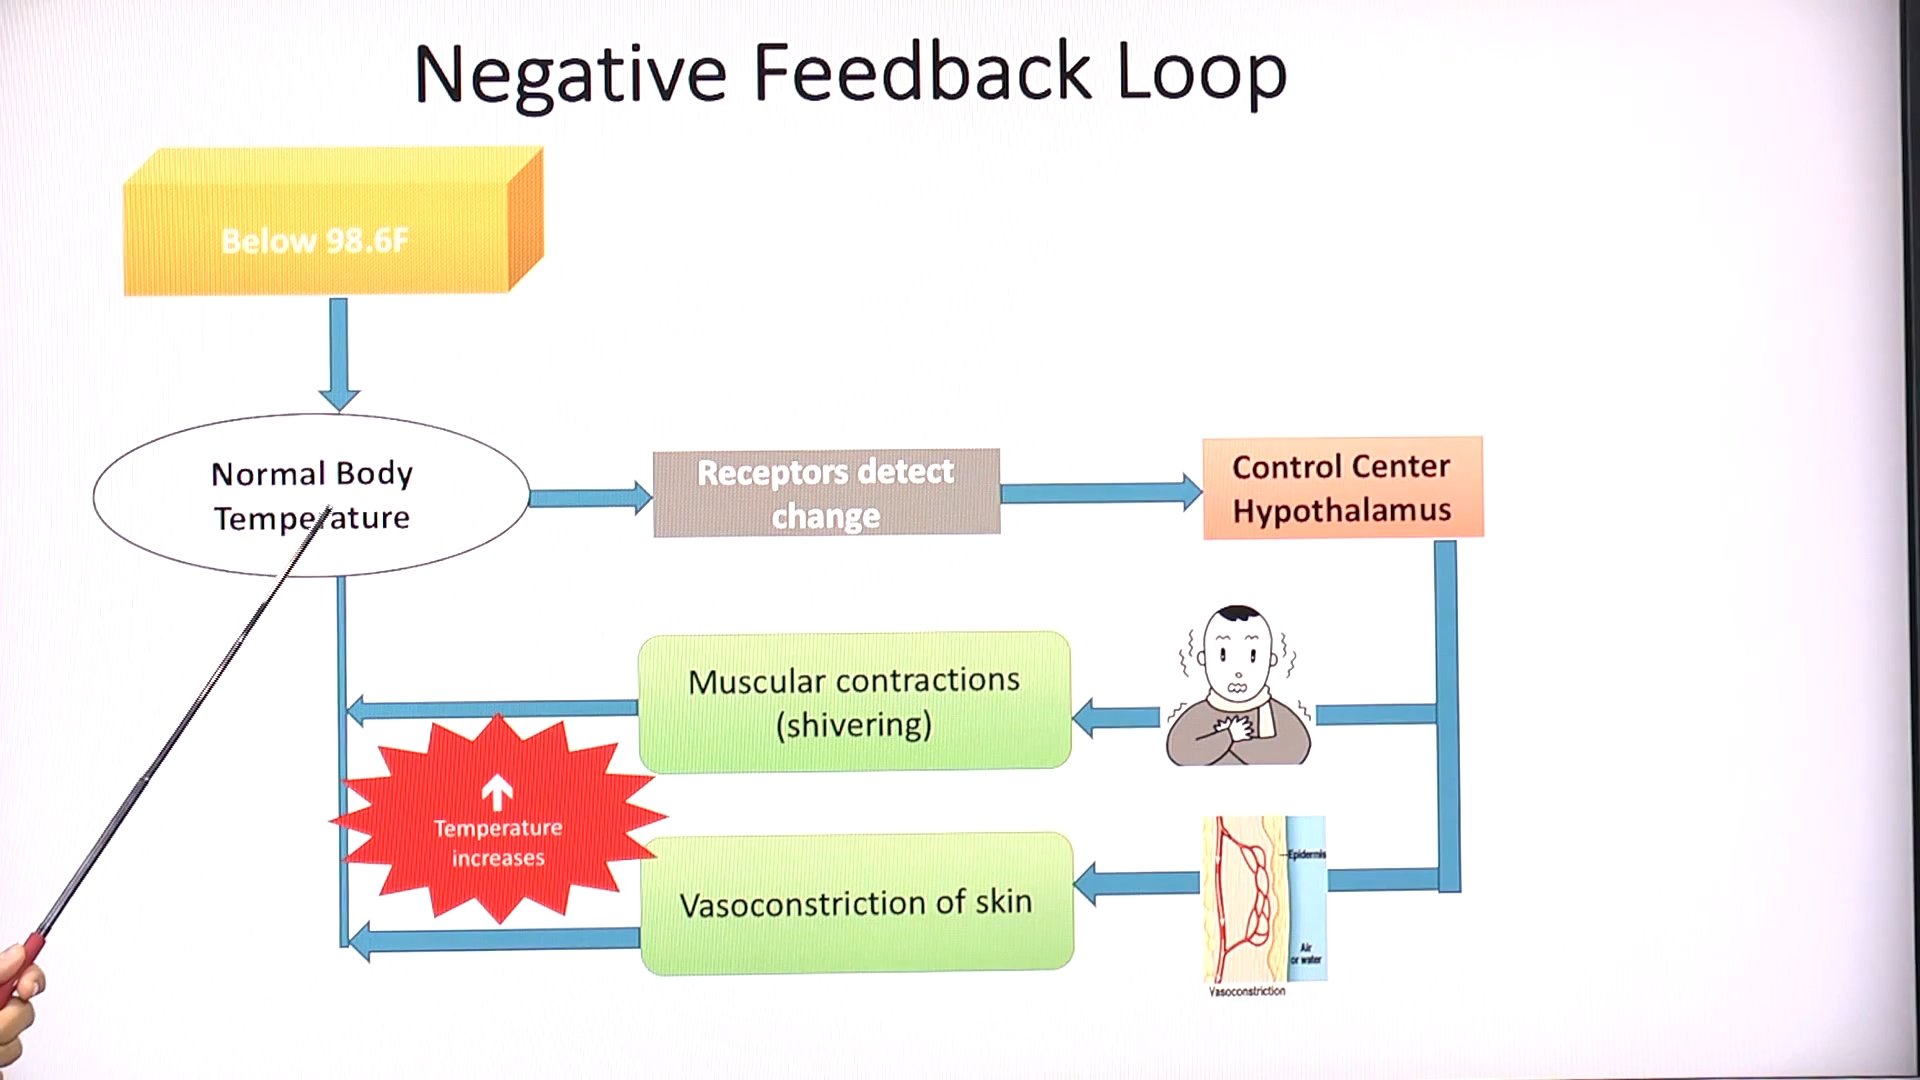 Negative Feedback Loop
Below 98.6F
Normal Body
Temperature
Receptors detect
change
Control Center
Hypothalamus
Muscular contractions
(shivering)
Temperature
increases
Vasoconstriction of skin
Epidermis
Air
or water
Vasoconstriction